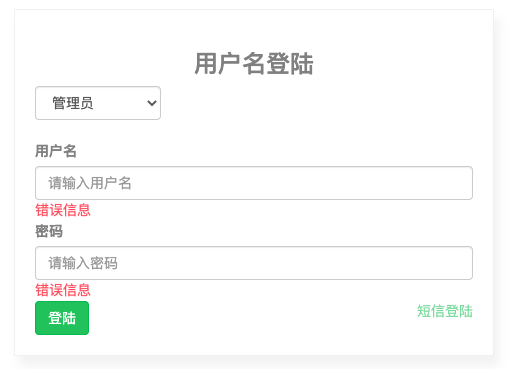 用户名登陆
管理员
用户名
请输入用户名
错误信息
密码
请输入密码
错误信息
登陆
短信登陆